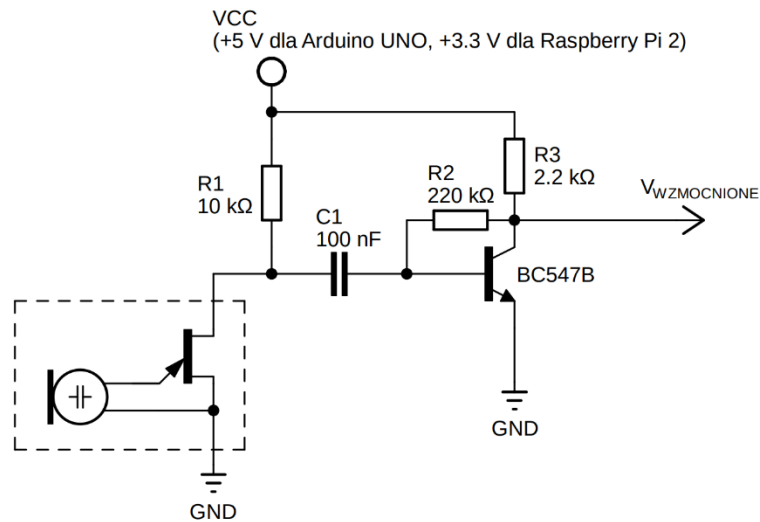 VCC
(+5 V dla Arduino UNO, +3.3 V dla Raspberry Pi 2)
R1
10 kΩ
C1
100 nF
R2
220 kΩ
R3
2.2 kΩ
VWZMOCNIONE
BC547B
GND
GND